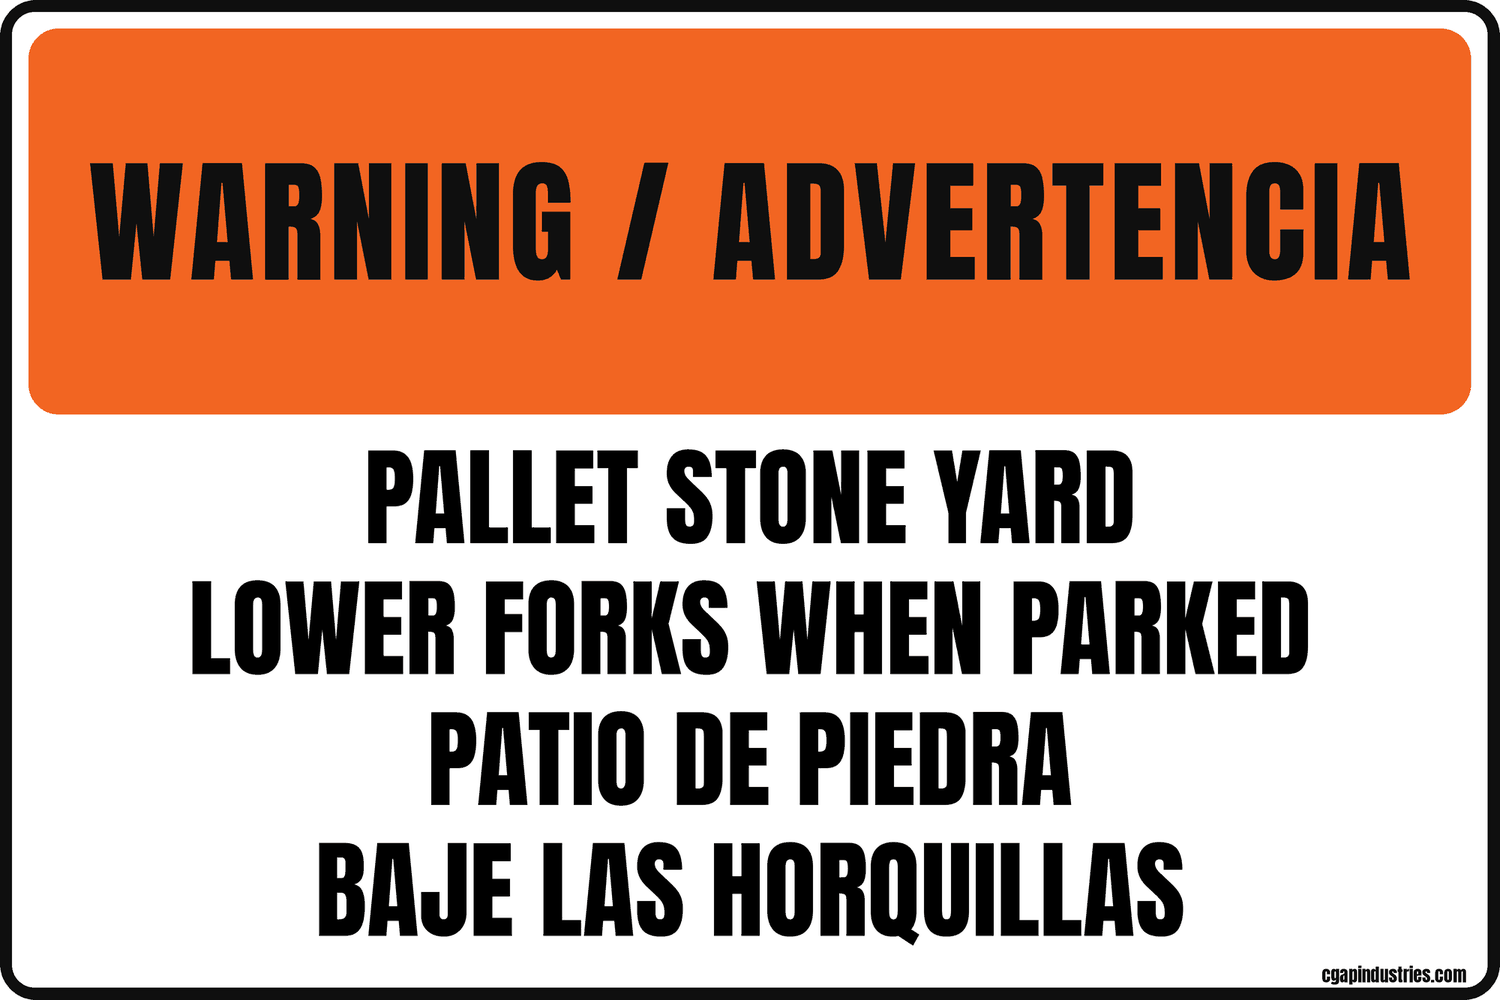 WARNING / ADVERTENCIA
PALLET STONE YARD
LOWER FORKS WHEN PARKED
PATIO DE PIEDRA
BAJE LAS HORQUILLAS
cgapindustries.com